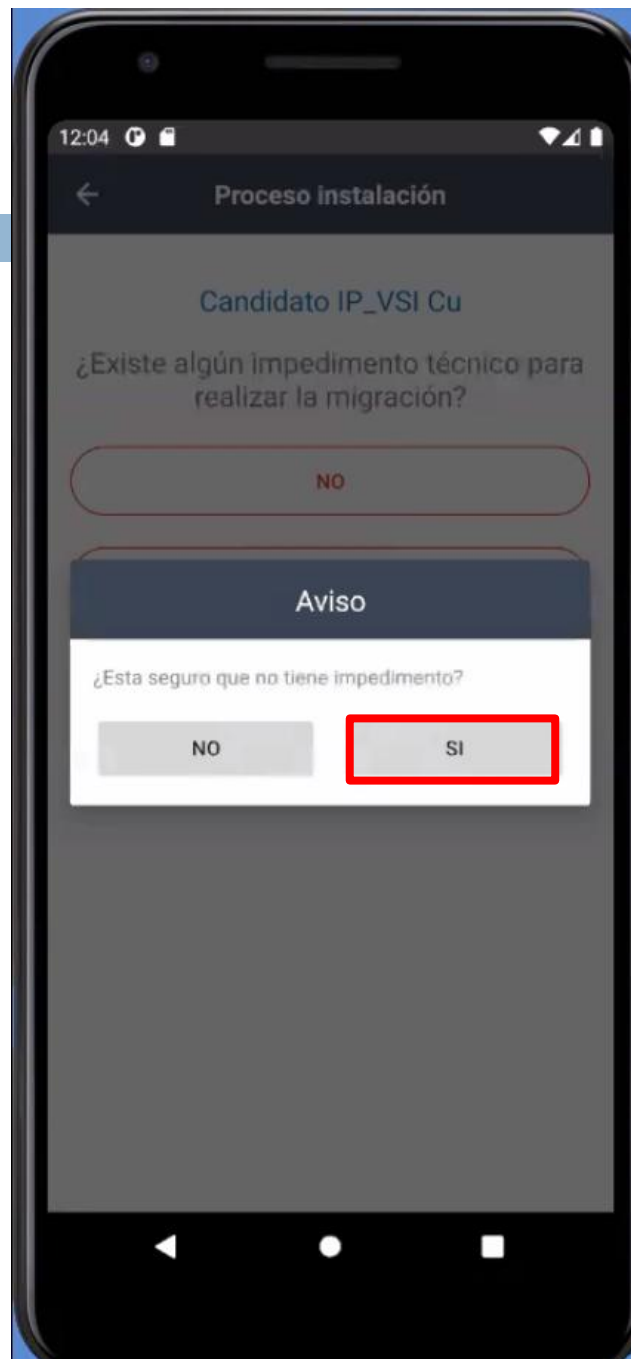 12:04
Proceso instalación
Candidato IP_VSI Cu
¿Existe algún impedimento técnico para
realizar la migración?
NO
Aviso
¿Esta seguro que no tiene impedimento?
NO SI